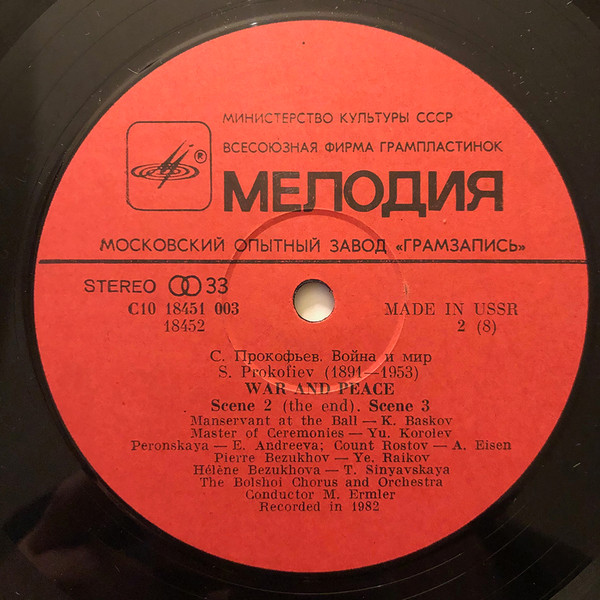 МИНИСТЕРСТВО КУЛЬТУРЫ СССР
ВСЕСОЮЗНАЯ ФИРМА ГРАМПЛАСТИНОК
®
МЕЛОДИЯ
МОСКОВСКИЙ ОПЫТНЫЙ ЗАВОД «ГРАМЗАПИСЬ»
STEREO 33
С10 18451 003 MADE IN USSR
18452 2 (8)
С. Прокофьев. Война и мир
S. Prokofiev (1891—1953)
WAR AND PEACE
Scene 2 (the end). Scene 3
Manservant at the Ball — K. Baskov
Master of Ceremonies — Yu. Korolev
Peronskaya — E. Andreeva; Count Rostov — A. Eisen
Pierre Bezukhov — Ye. Raikov
Hélène Bezukhova — T. Sinyavskaya
The Bolshoi Chorus and Orchestra
Conductor M. Ermler
Recorded in 1982